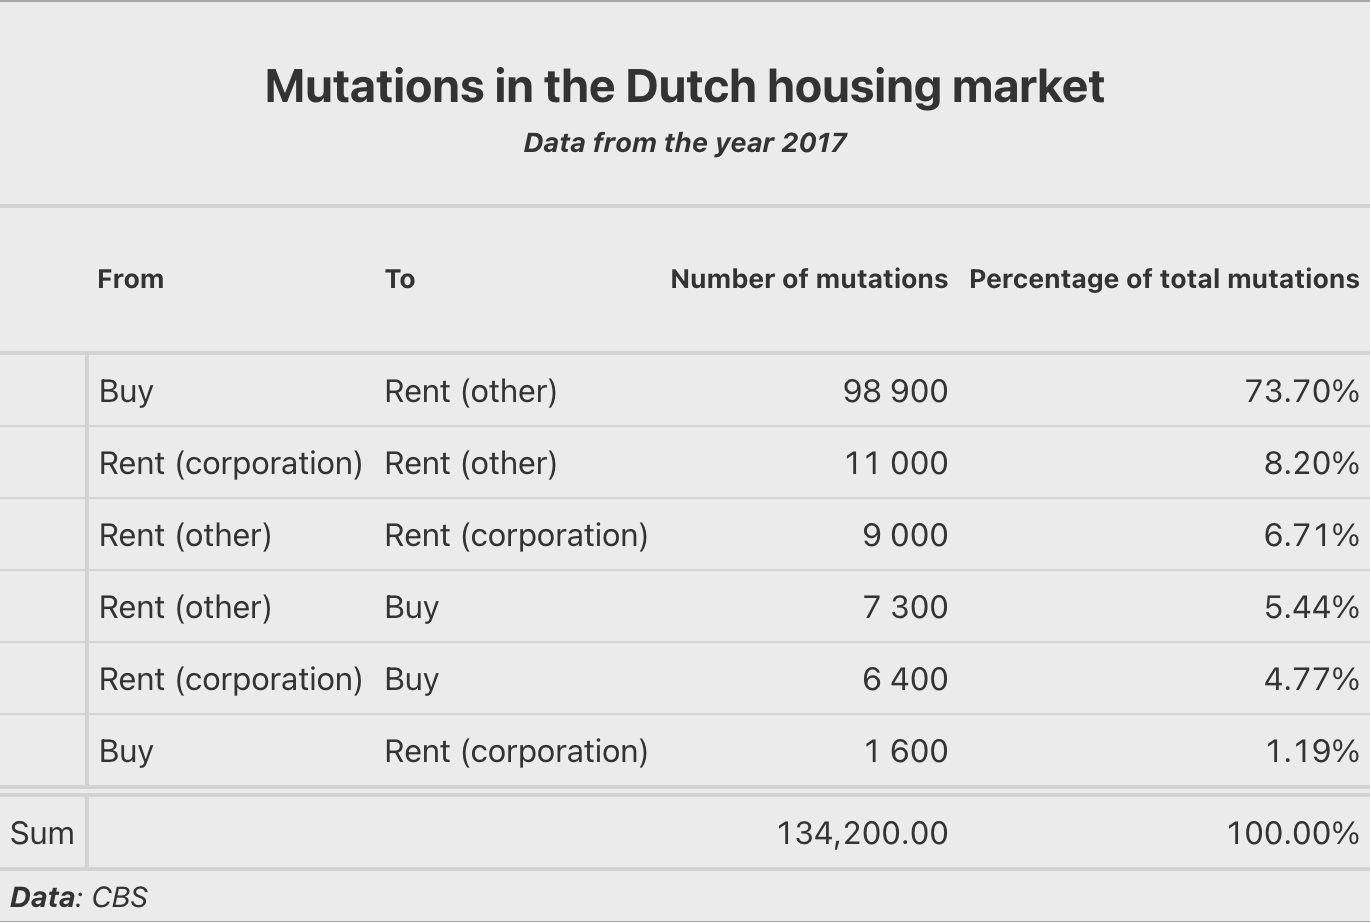 Mutations in the Dutch housing market
Data from the year 2017
From To Number of mutations Percentage of total mutations
Buy Rent (other) 98 900 73.70%
Rent (corporation) Rent (other) 11 000 8.20%
Rent (other) Rent (corporation) 9 000 6.71%
Rent (other) Buy 7 300 5.44%
Rent (corporation) Buy 6 400 4.77%
Buy Rent (corporation) 1 600 1.19%
Sum 134,200.00 100.00%
Data: CBS